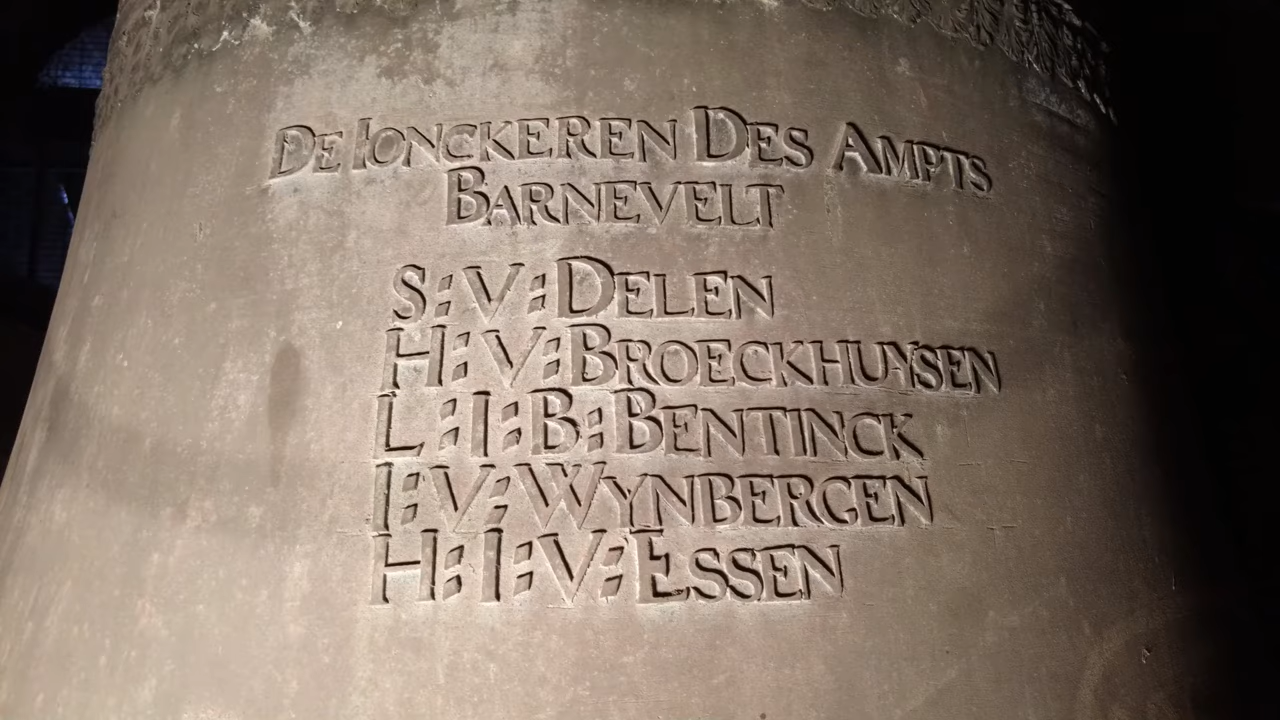 DE IONCKEREN DES AMPTS
BARNEVELT
S:V:DELEN
H:V:BROECKHUYSEN
L:I:B:BENTINCK
I:V:WYNBERGEN
H:I:V:ESSEN